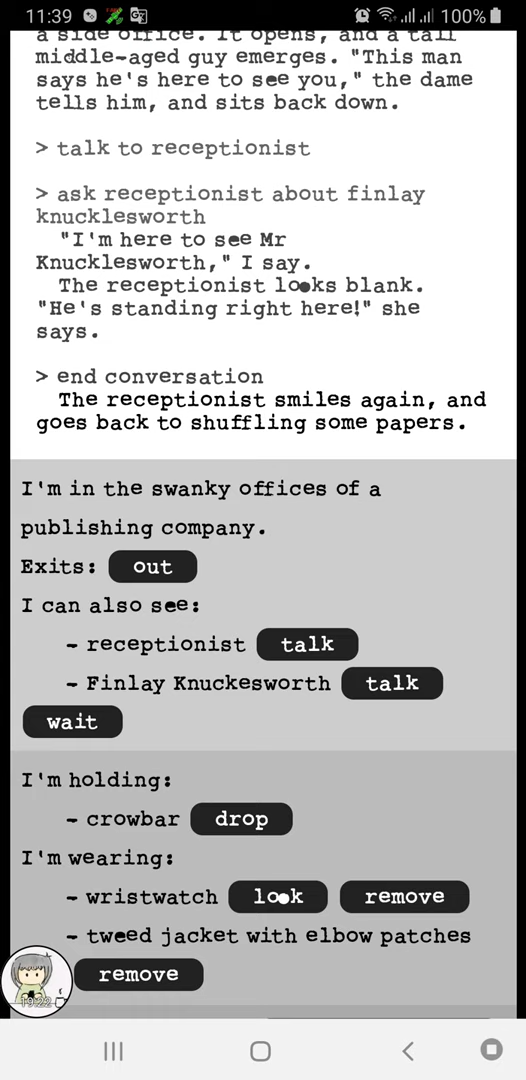 11:39 100%
a side office. It opens, and a tall
middle-aged guy emerges. "This man
says he's here to see you," the dame
tells him, and sits back down.
> talk to receptionist
> ask receptionist about finlay
knucklesworth
"I'm here to see Mr
Knucklesworth," I say.
The receptionist looks blank.
"He's standing right here!" she
says.
> end conversation
The receptionist smiles again, and
goes back to shuffling some papers.
I'm in the swanky offices of a
publishing company.
Exits: out
I can also see:
- receptionist talk
- Finlay Knuckesworth talk
wait
I'm holding:
- crowbar drop
I'm wearing:
- wristwatch look remove
- tweed jacket with elbow patches
remove
19:22